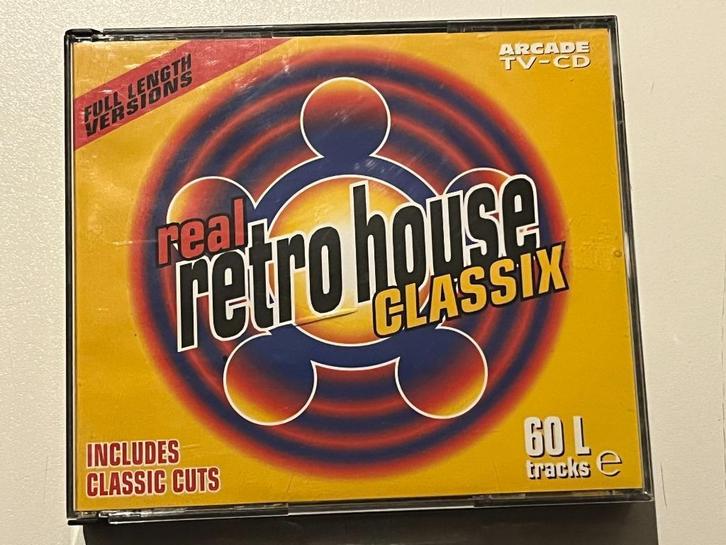 FULL LENGTH
VERSIONS
ARCADE
TV-CD
real
retro house
CLASSIX
INCLUDES
CLASSIC CUTS
60 L
tracks e